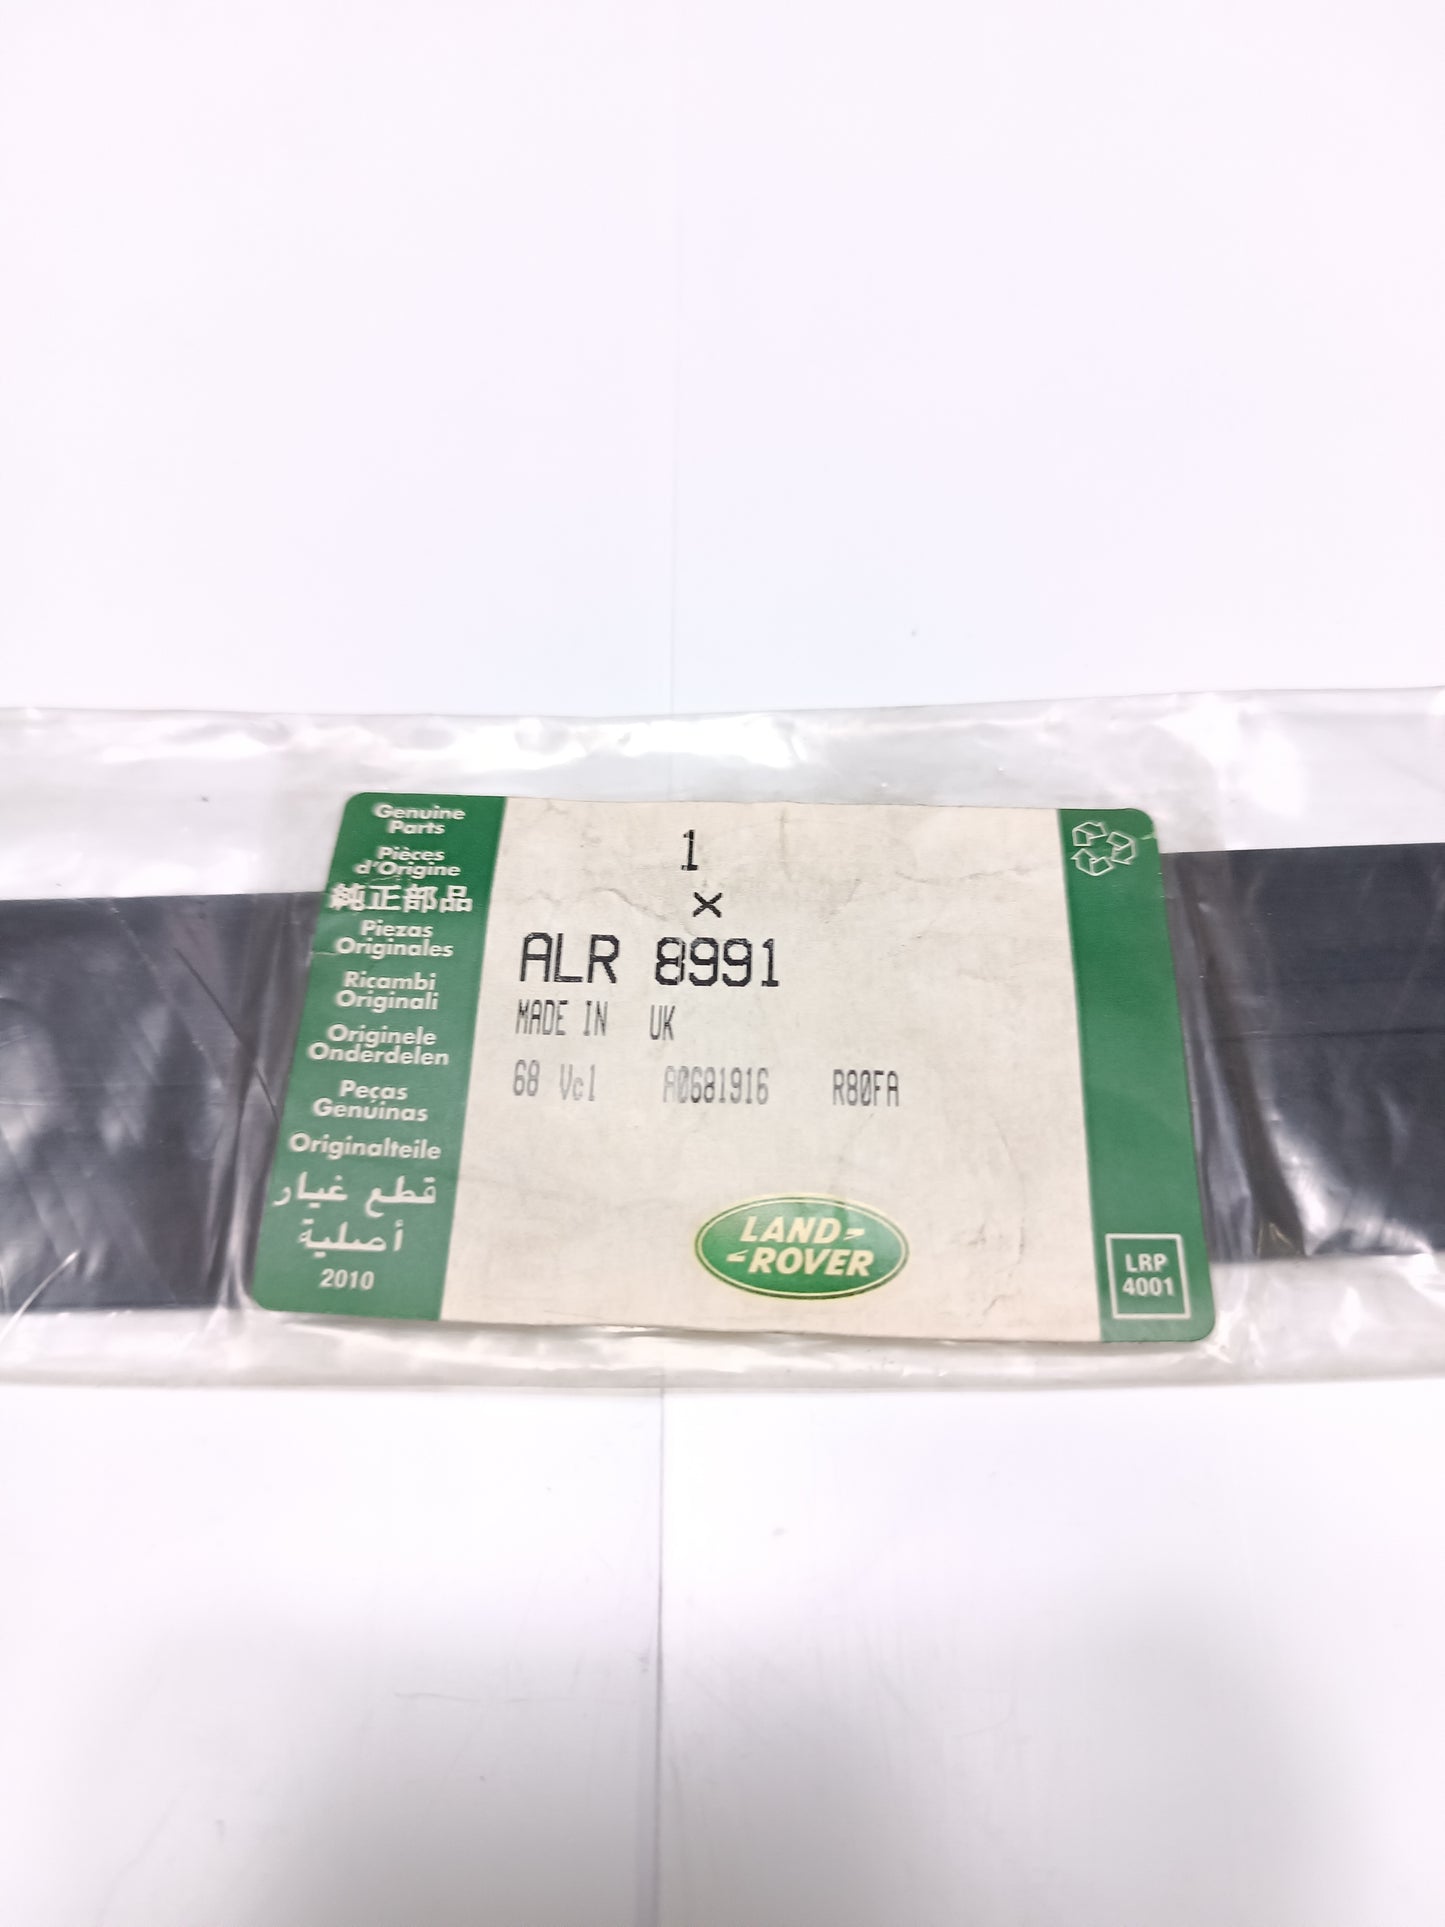 Genuine
Parts
Pièces
d'Origine
純正部品
Piezas
Originales
Ricambi
Originali
Originele
Onderdelen
Peças
Genuínas
Originalteile
قطع غيار
أصلية
2010
1
x
ALR 8991
MADE IN UK
68 Vcl A0681916 R80FA
LAND-
ROVER
LRP
4001